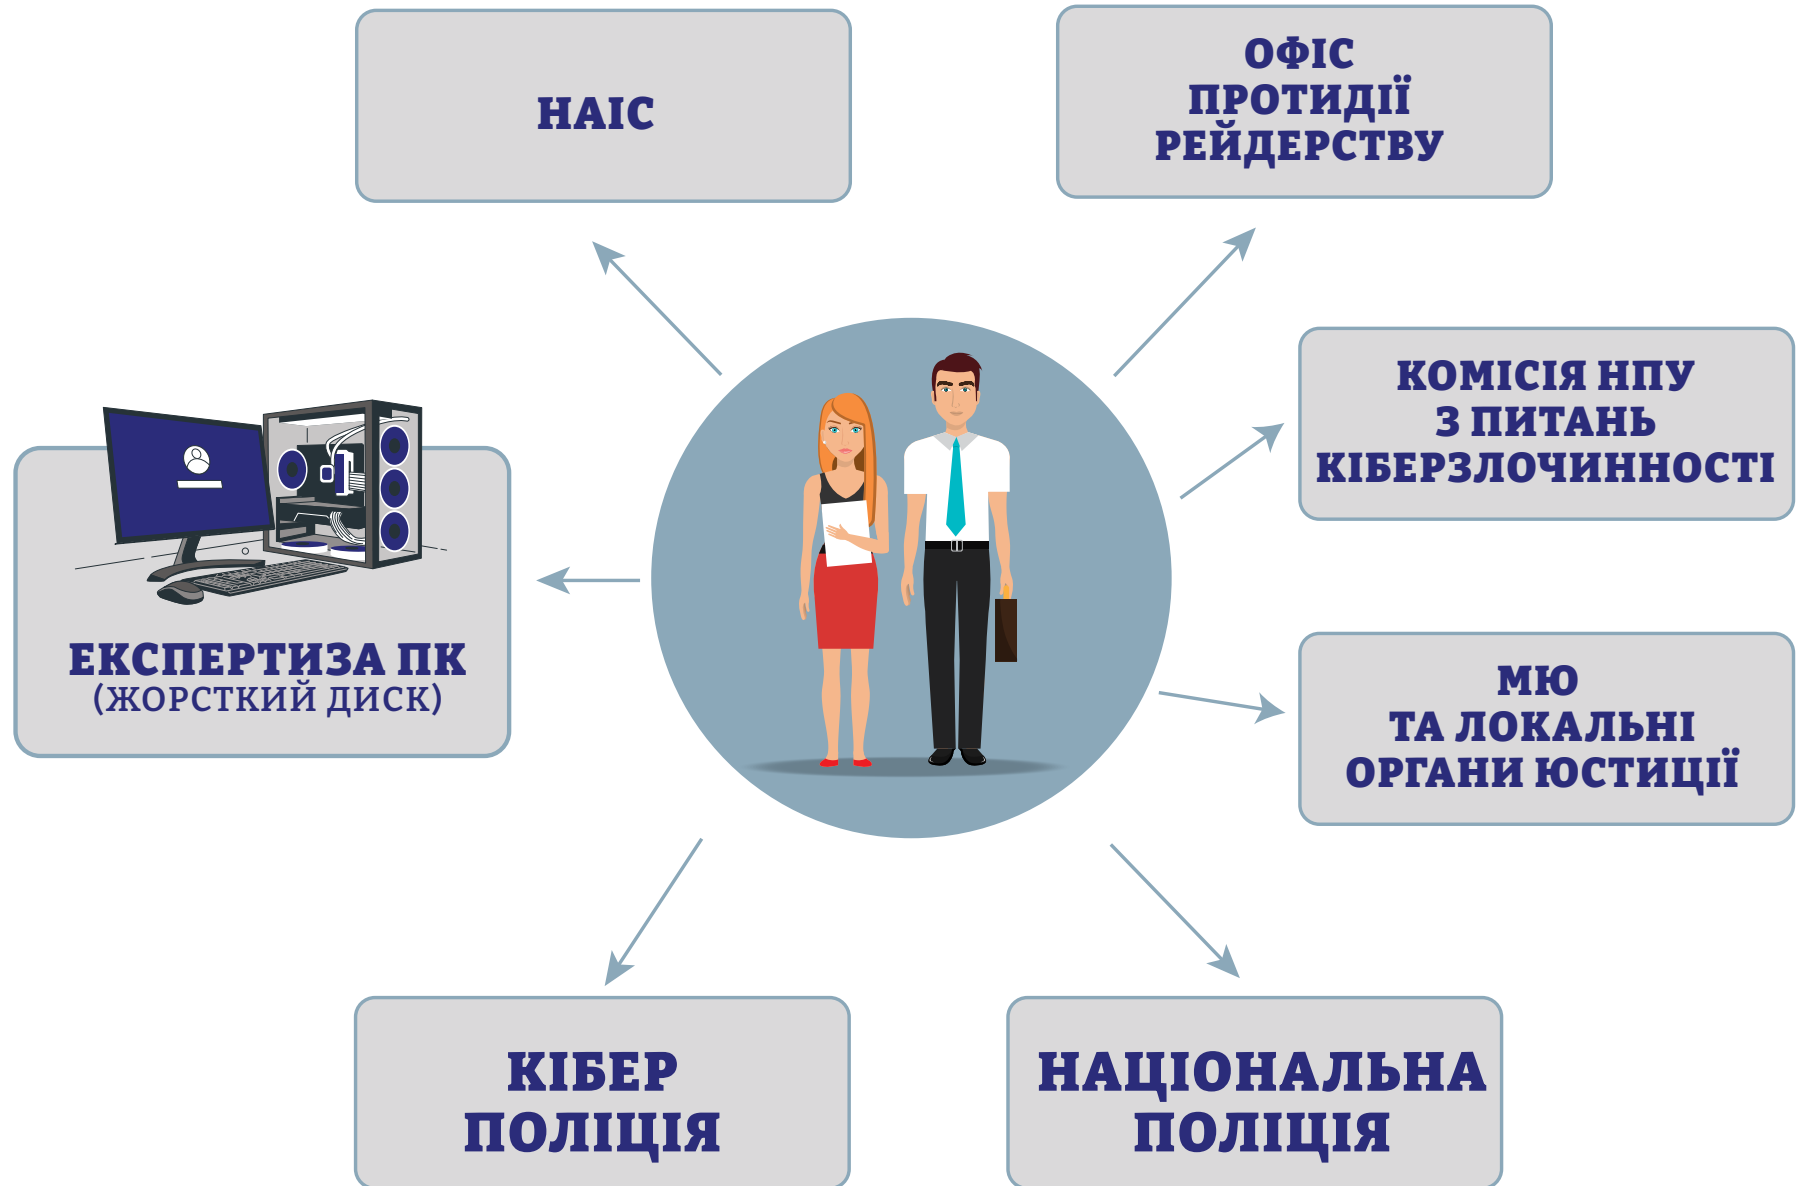 НАІС
ОФІС
ПРОТИДІЇ
РЕЙДЕРСТВУ
КОМІСІЯ НПУ
З ПИТАНЬ
КІБЕРЗЛОЧИННОСТІ
ЕКСПЕРТИЗА ПК
(ЖОРСТКИЙ ДИСК)
МЮ
ТА ЛОКАЛЬНІ
ОРГАНИ ЮСТИЦІЇ
КІБЕР
ПОЛІЦІЯ
НАЦІОНАЛЬНА
ПОЛІЦІЯ